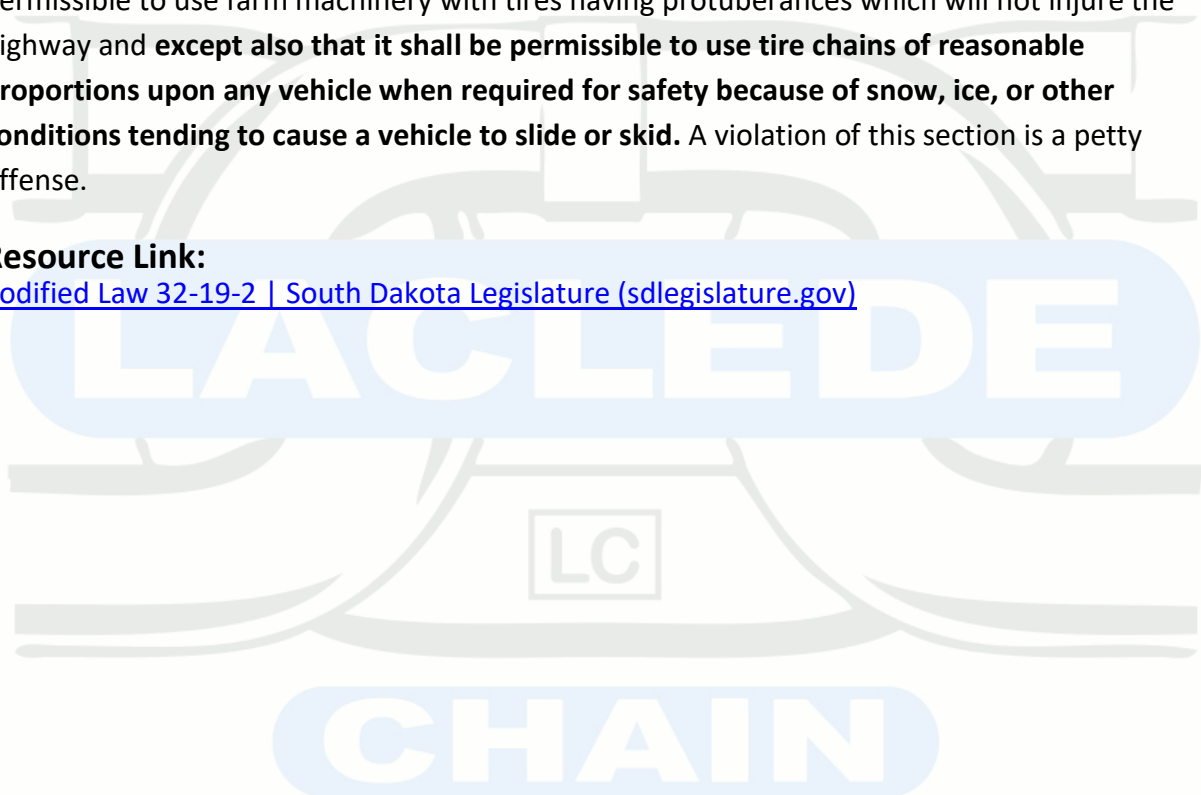 ermissible to use farm machinery with tires having protuberances which will not injure the
ighway and except also that it shall be permissible to use tire chains of reasonable
roportions upon any vehicle when required for safety because of snow, ice, or other
onditions tending to cause a vehicle to slide or skid. A violation of this section is a petty
ffense.
Resource Link:
odified Law 32-19-2 | South Dakota Legislature (sdlegislature.gov)
LACLEDE
LC
CHAIN